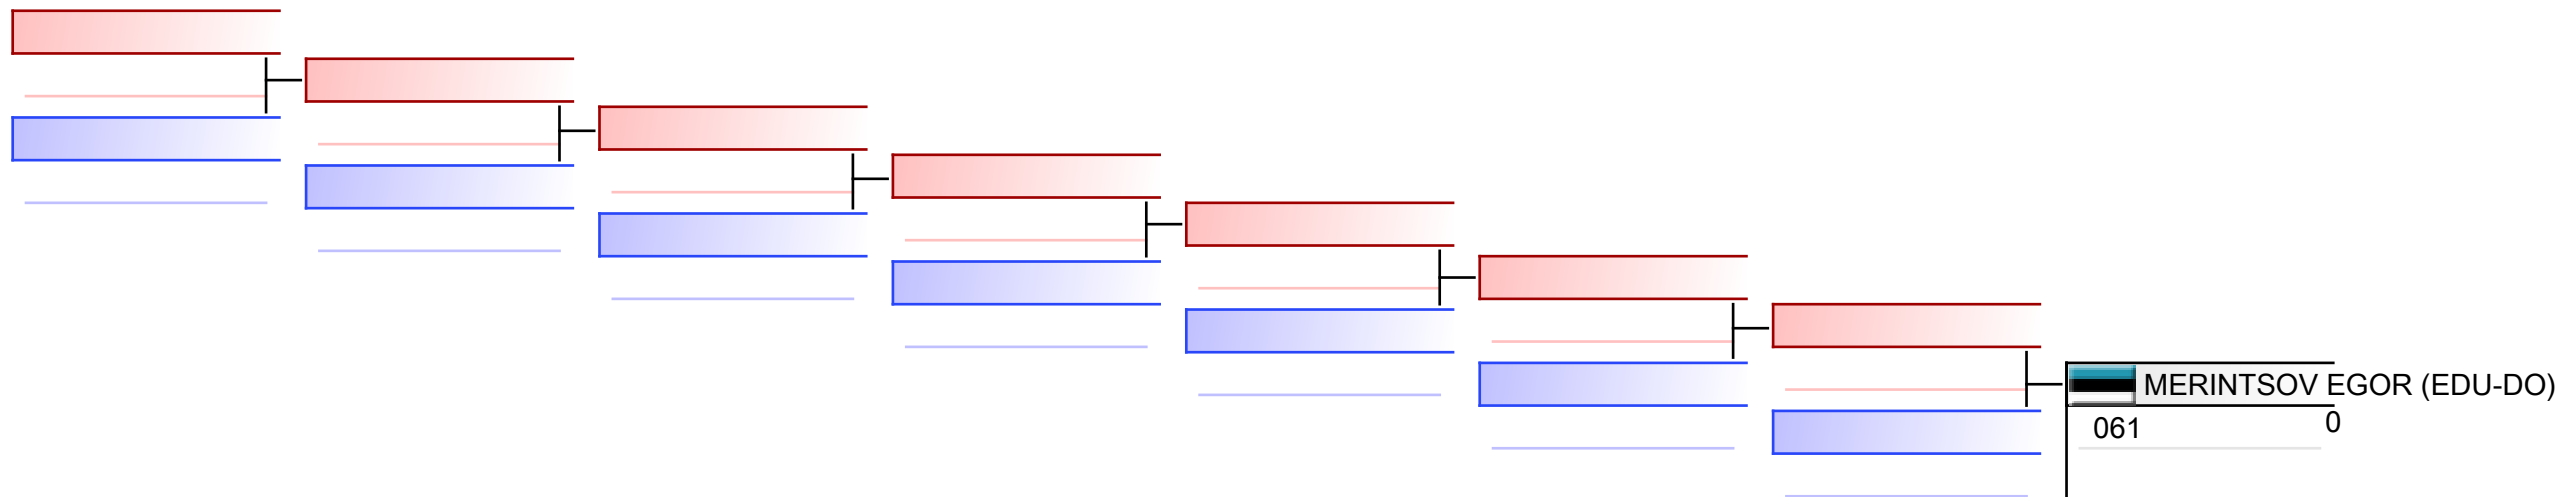 MERINTSOV EGOR (EDU-DO)
061 0